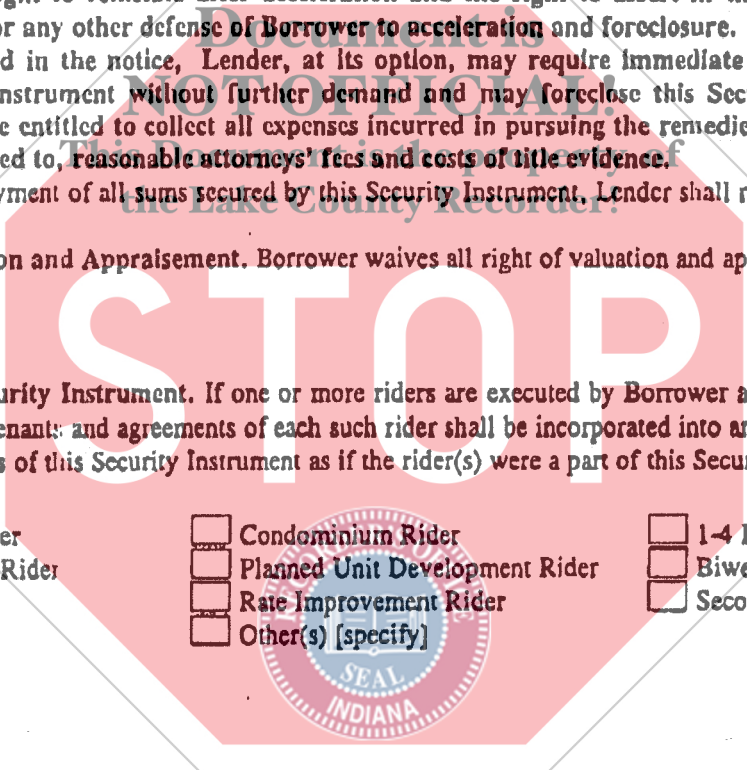 or any other defense of Borrower to acceleration and foreclosure.
Document is
d in the notice, Lender, at its option, may require immediate
NOT OFFICIAL!
nstrument without further demand and may foreclose this Sec
e entitled to collect all expenses incurred in pursuing the remedie
This Document is the property of
ed to, reasonable attorneys' fees and costs of title evidence.
the Lake County Recorder!
yment of all sums secured by this Security Instrument, Lender shall r
on and Appraisement. Borrower waives all right of valuation and ap
STOP
urity Instrument. If one or more riders are executed by Borrower a
enants and agreements of each such rider shall be incorporated into an
s of this Security Instrument as if the rider(s) were a part of this Secur
er Condominium Rider 1-4
Rider Planned Unit Development Rider Biwe
Rate Improvement Rider Seco
Other(s) [specify]
SEAL
INDIANA